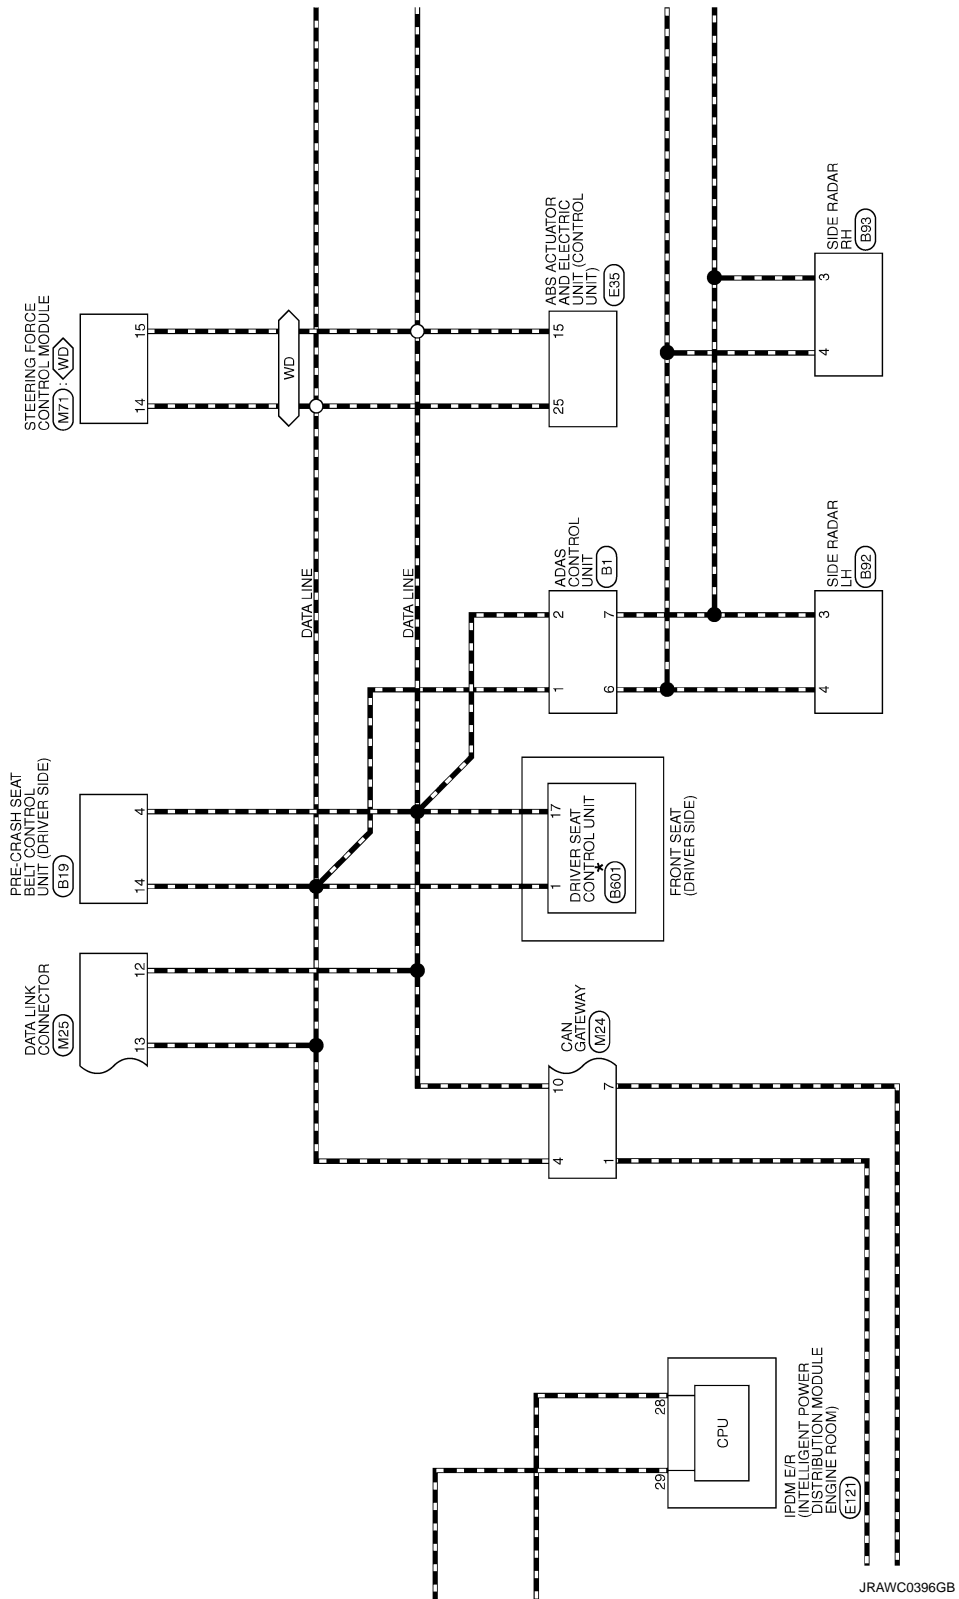 STEERING FORCE
CONTROL MODULE
M71 : WD
14
15
WD
25
15
ABS ACTUATOR
AND ELECTRIC
UNIT (CONTROL
UNIT)
E35
SIDE RADAR
RH
B93
4
3
DATA LINE
DATA LINE
ADAS
CONTROL
UNIT
B1
1
2
6
7
SIDE RADAR
LH
B92
4
3
PRE-CRASH SEAT
BELT CONTROL
UNIT (DRIVER SIDE)
B19
14
4
1
17
DRIVER SEAT
CONTROL UNIT
*
B601
FRONT SEAT
(DRIVER SIDE)
DATA LINK
CONNECTOR
M25
13
12
CAN
GATEWAY
M24
4
10
1
7
29
28
CPU
IPDM E/R
(INTELLIGENT POWER
DISTRIBUTION MODULE
ENGINE ROOM)
E121
JRAWC0396GB